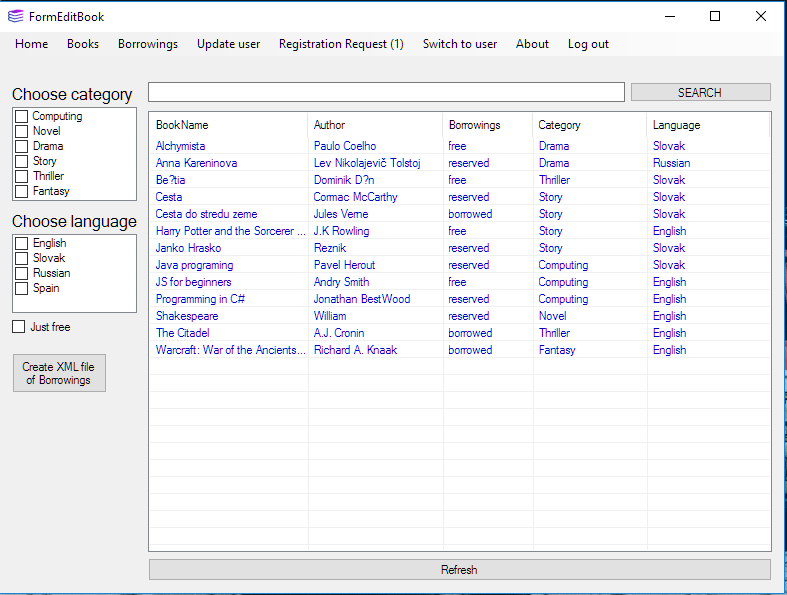 FormEditBook
Home Books Borrowings Update user Registration Request (1) Switch to user About Log out
Choose category
Computing
Novel
Drama
Story
Thriller
Fantasy
Choose language
English
Slovak
Russian
Spain
Just free
Create XML file
of Borrowings
SEARCH
BookName Author Borrowings Category Language
Alchymista Paulo Coelho free Drama Slovak
Anna Kareninova Lev Nikolajevič Tolstoj reserved Drama Russian
Be?tia Dominik D?n free Thriller Slovak
Cesta Cormac McCarthy reserved Story Slovak
Cesta do stredu zeme Jules Verne borrowed Story Slovak
Harry Potter and the Sorcerer ... J.K Rowling free Story English
Janko Hrasko Reznik reserved Story Slovak
Java programing Pavel Herout reserved Computing Slovak
JS for beginners Andry Smith free Computing English
Programming in C# Jonathan BestWood reserved Computing English
Shakespeare William reserved Novel English
The Citadel A.J. Cronin borrowed Thriller English
Warcraft: War of the Ancients... Richard A. Knaak borrowed Fantasy English
Refresh